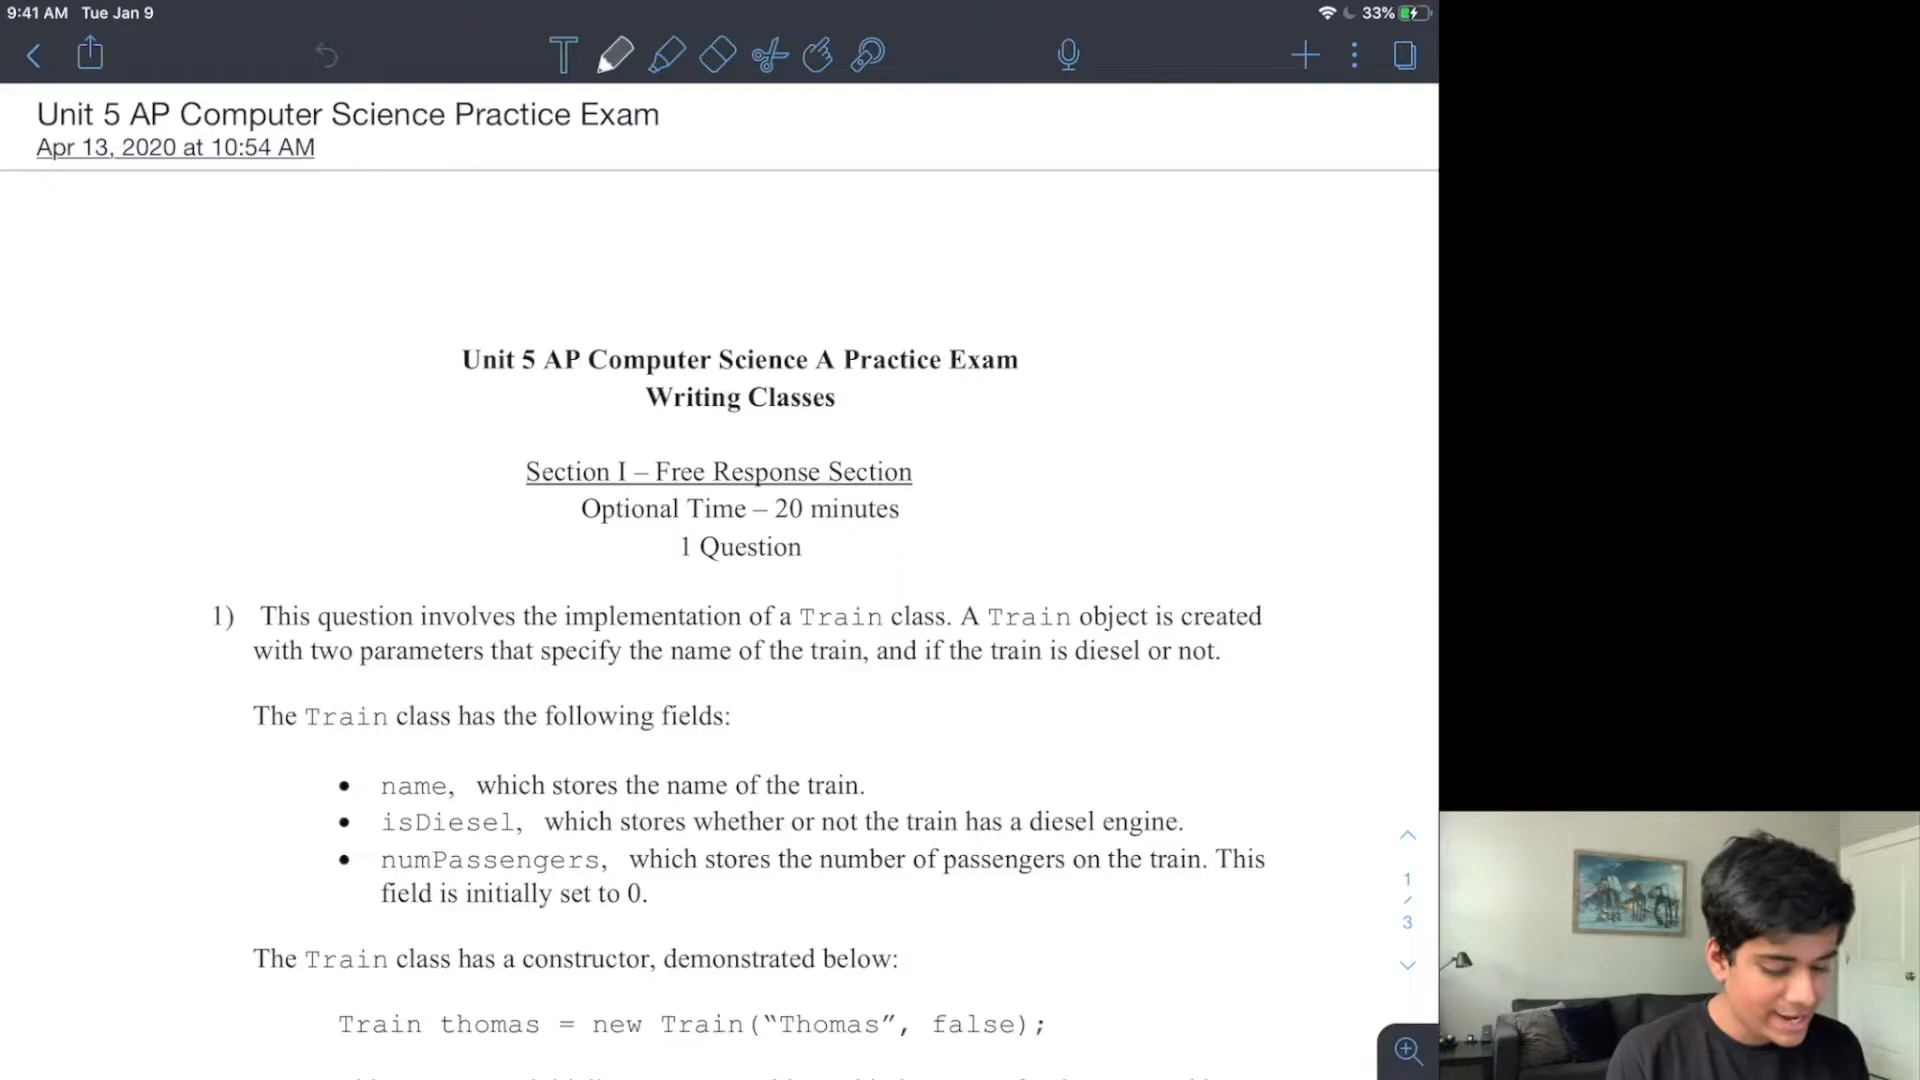 9:41 AM Tue Jan 9
33%
Unit 5 AP Computer Science Practice Exam
Apr 13, 2020 at 10:54 AM
Unit 5 AP Computer Science A Practice Exam
Writing Classes
Section I – Free Response Section
Optional Time – 20 minutes
1 Question
1) This question involves the implementation of a Train class. A Train object is created
with two parameters that specify the name of the train, and if the train is diesel or not.
The Train class has the following fields:
• name, which stores the name of the train.
• isDiesel, which stores whether or not the train has a diesel engine.
• numPassengers, which stores the number of passengers on the train. This
field is initially set to 0.
The Train class has a constructor, demonstrated below:
Train thomas = new Train(“Thomas”, false);
1
/
3